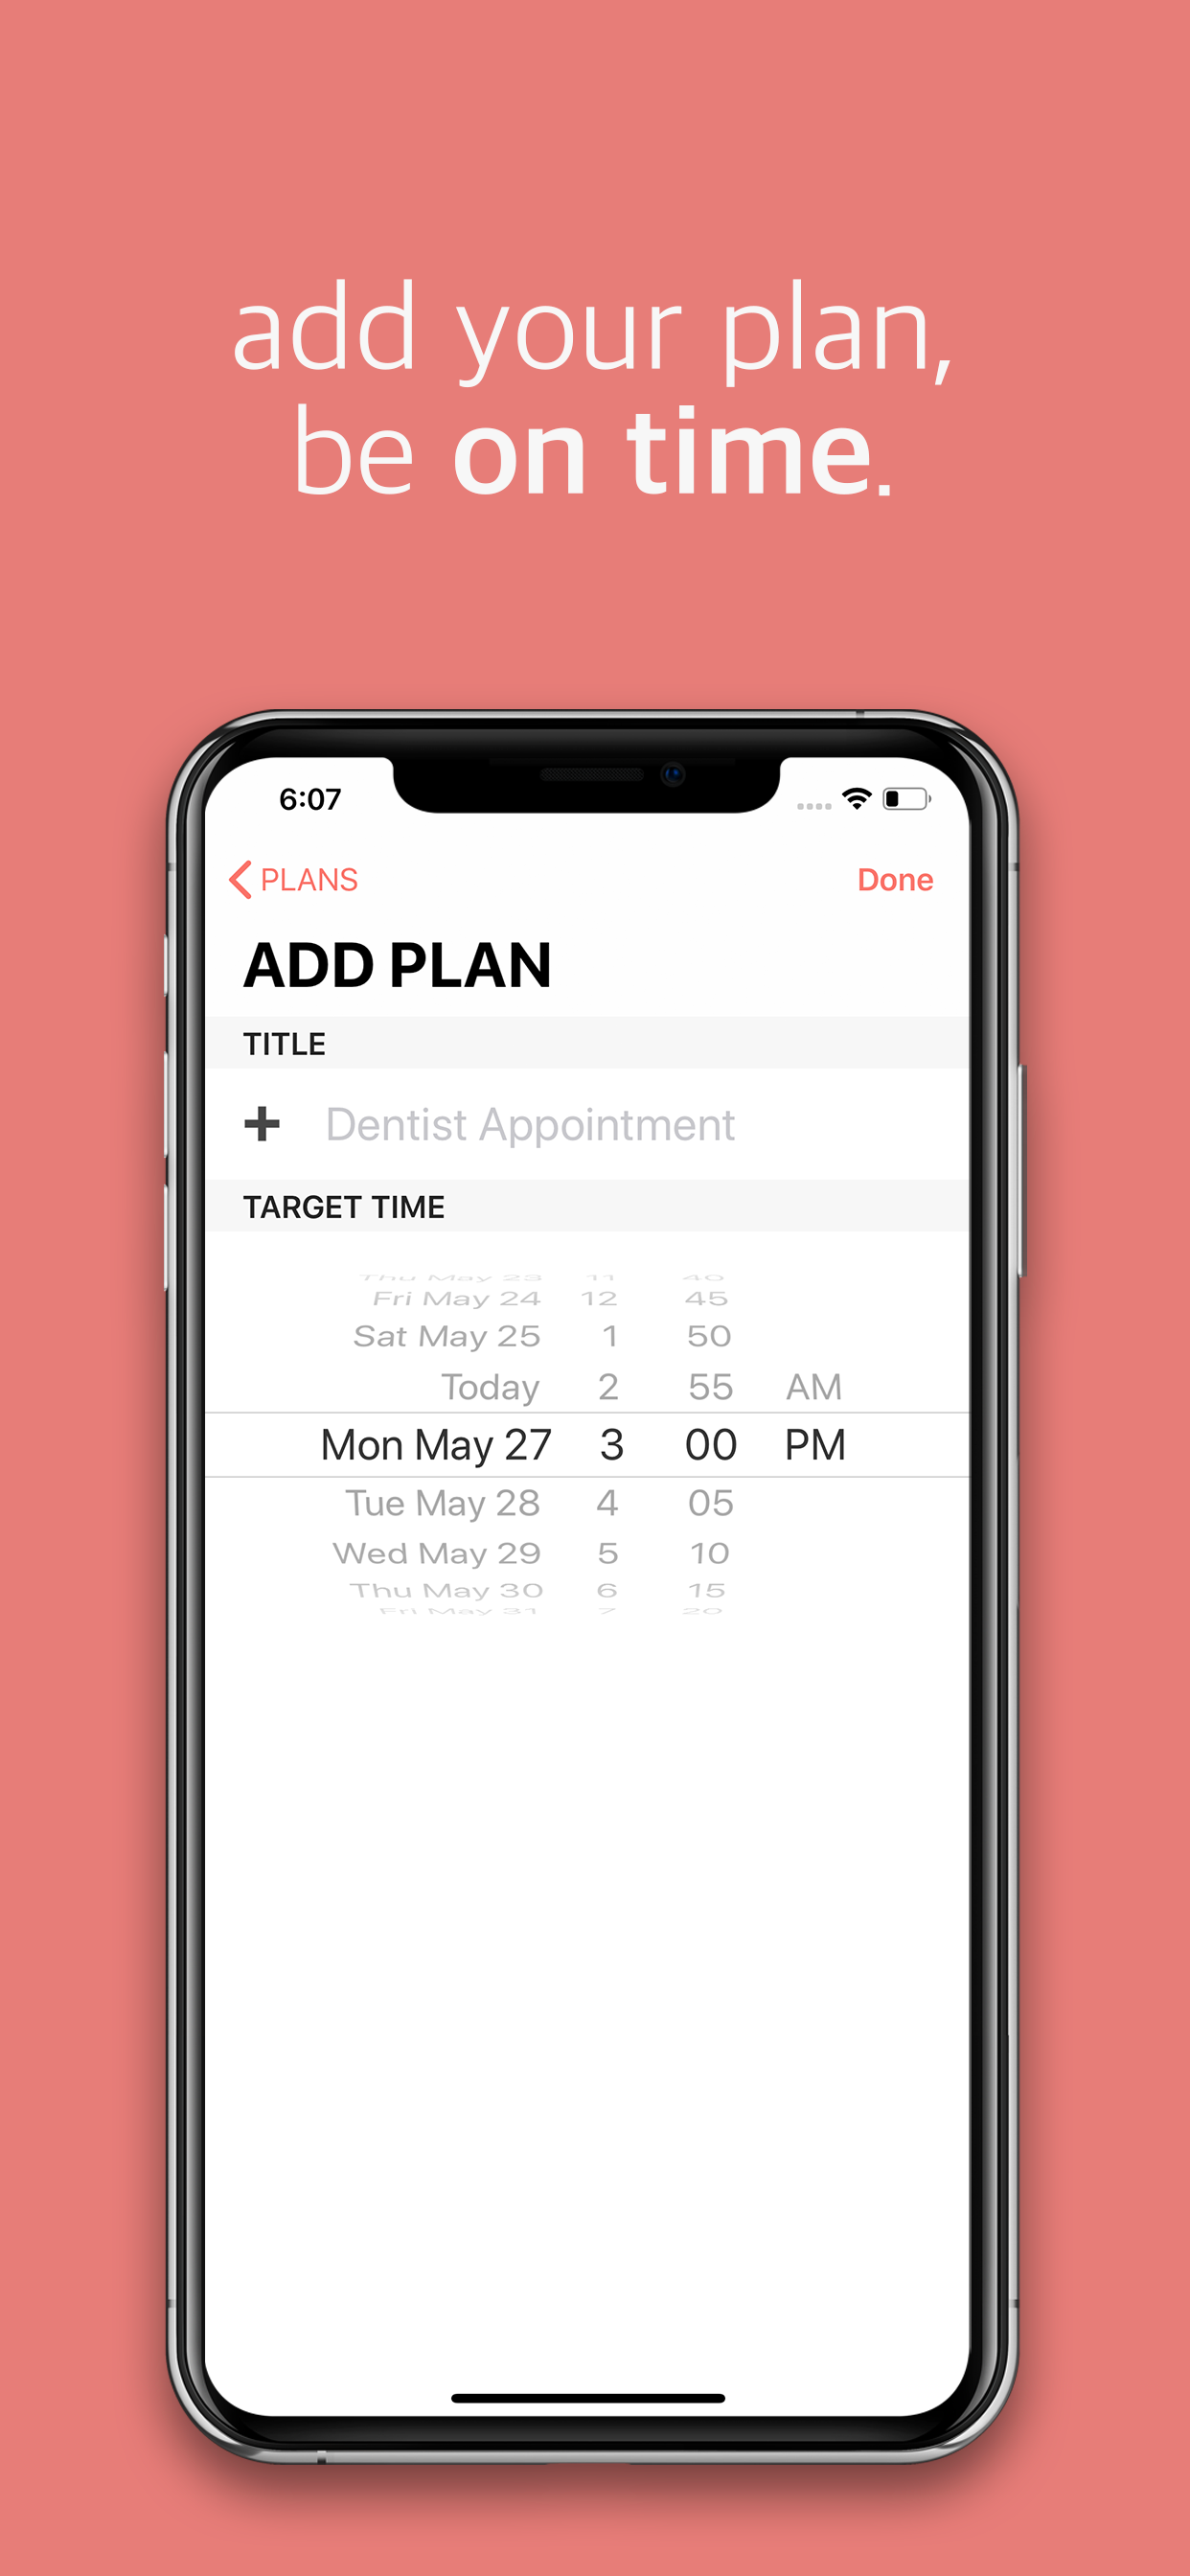 add your plan,
be on time.
6:07
PLANS
Done
ADD PLAN
TITLE
Dentist Appointment
TARGET TIME
Thu May 23 11 40
Fri May 24 12 45
Sat May 25 1 50
Today 2 55 AM
Mon May 27 3 00 PM
Tue May 28 4 05
Wed May 29 5 10
Thu May 30 6 15
Fri May 31 7 20